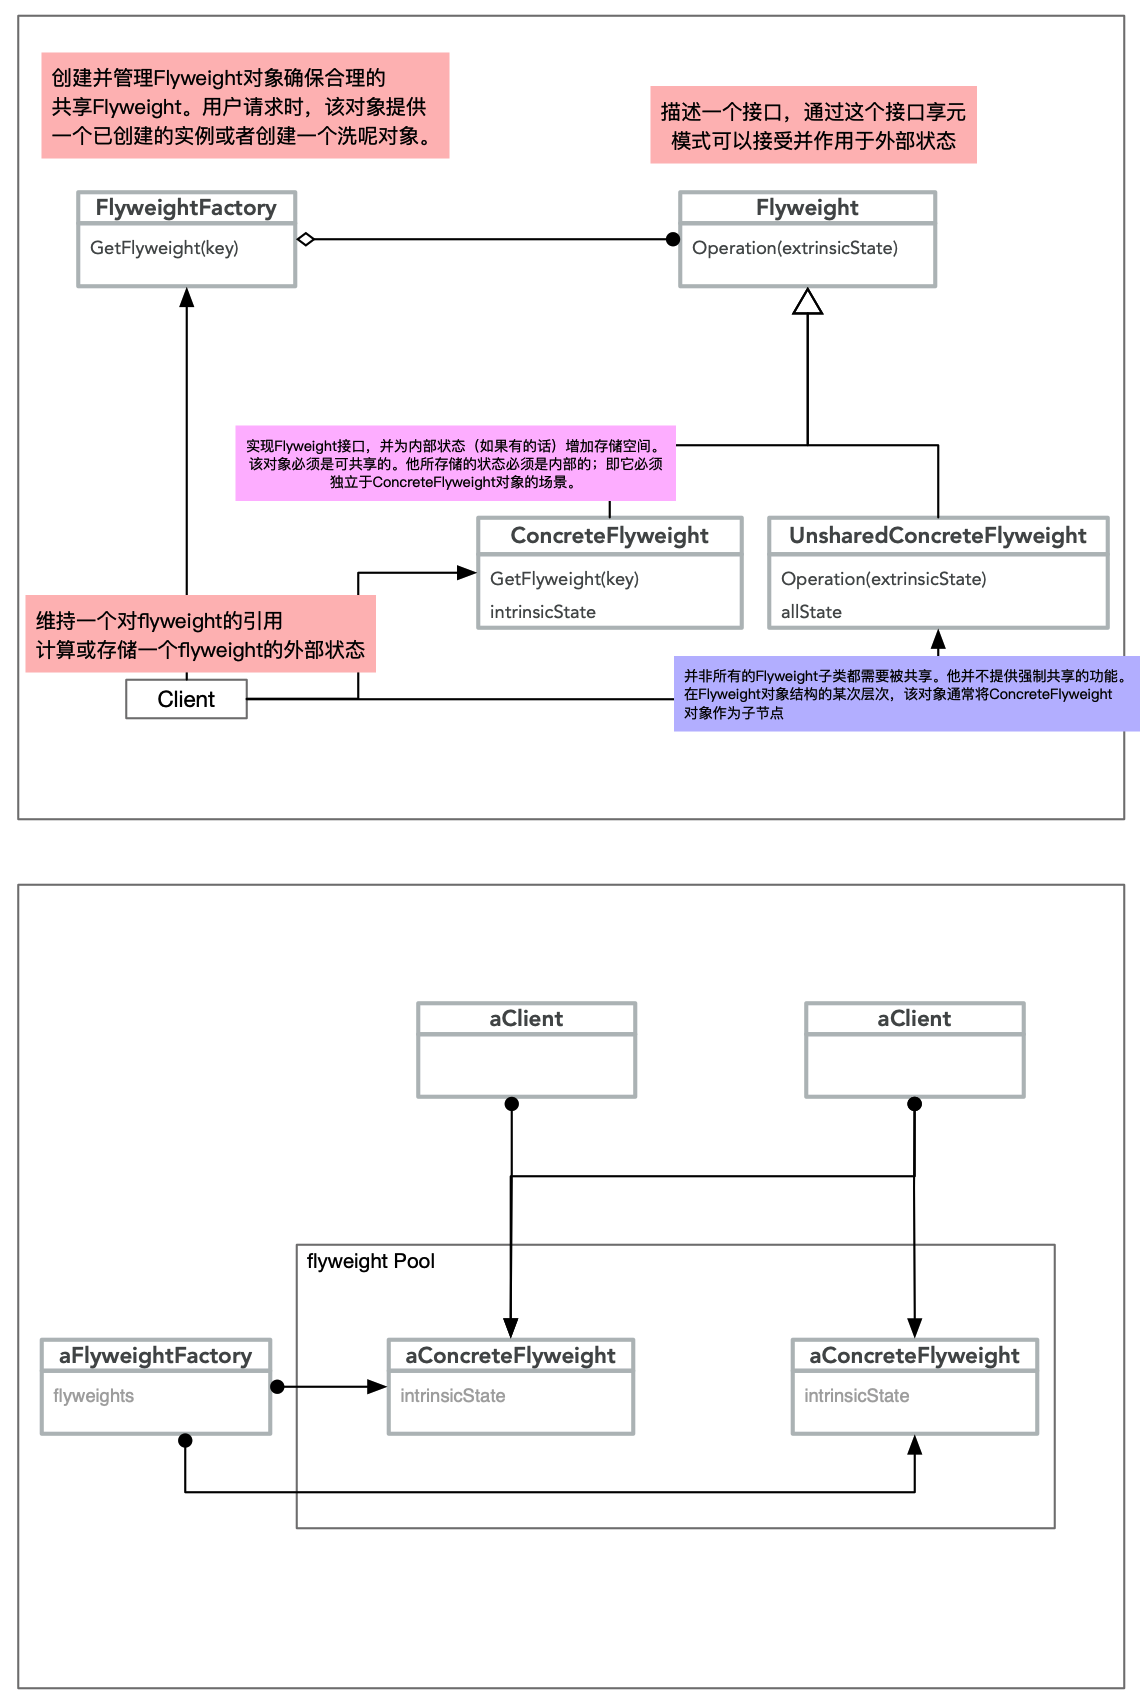 创建并管理Flyweight对象确保合理的
共享Flyweight。用户请求时，该对象提供
一个已创建的实例或者创建一个洗呢对象。
描述一个接口，通过这个接口享元
模式可以接受并作用于外部状态
FlyweightFactory
GetFlyweight(key)
Flyweight
Operation(extrinsicState)
实现Flyweight接口，并为内部状态（如果有的话）增加存储空间。
该对象必须是可共享的。他所存储的状态必须是内部的；即它必须
独立于ConcreteFlyweight对象的场景。
ConcreteFlyweight
GetFlyweight(key)
intrinsicState
UnsharedConcreteFlyweight
Operation(extrinsicState)
allState
维持一个对flyweight的引用
计算或存储一个flyweight的外部状态
Client
并非所有的Flyweight子类都需要被共享。他并不提供强制共享的功能。
在Flyweight对象结构的某次层次，该对象通常将ConcreteFlyweight
对象作为子节点
aClient
aClient
flyweight Pool
aFlyweightFactory
flyweights
aConcreteFlyweight
intrinsicState
aConcreteFlyweight
intrinsicState